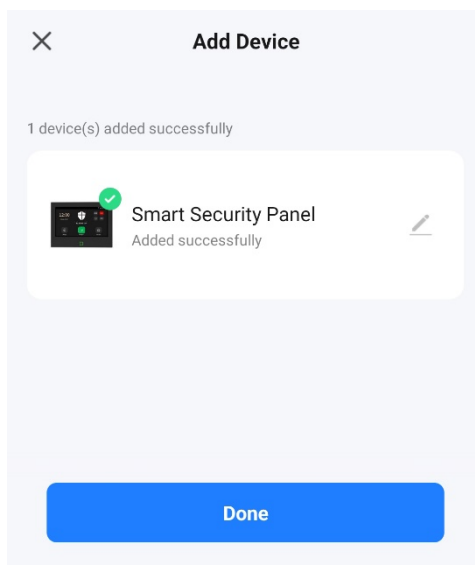 Add Device
1 device(s) added successfully
Smart Security Panel
Added successfully
Done